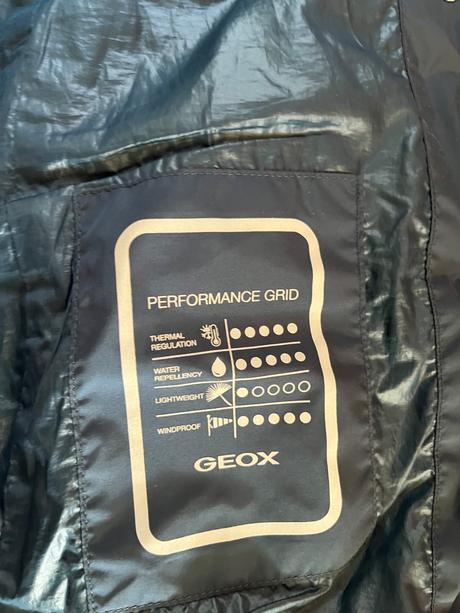 PERFORMANCE GRID
THERMAL
REGULATION
WATER
REPELLENCY
LIGHTWEIGHT
WINDPROOF
GEOX